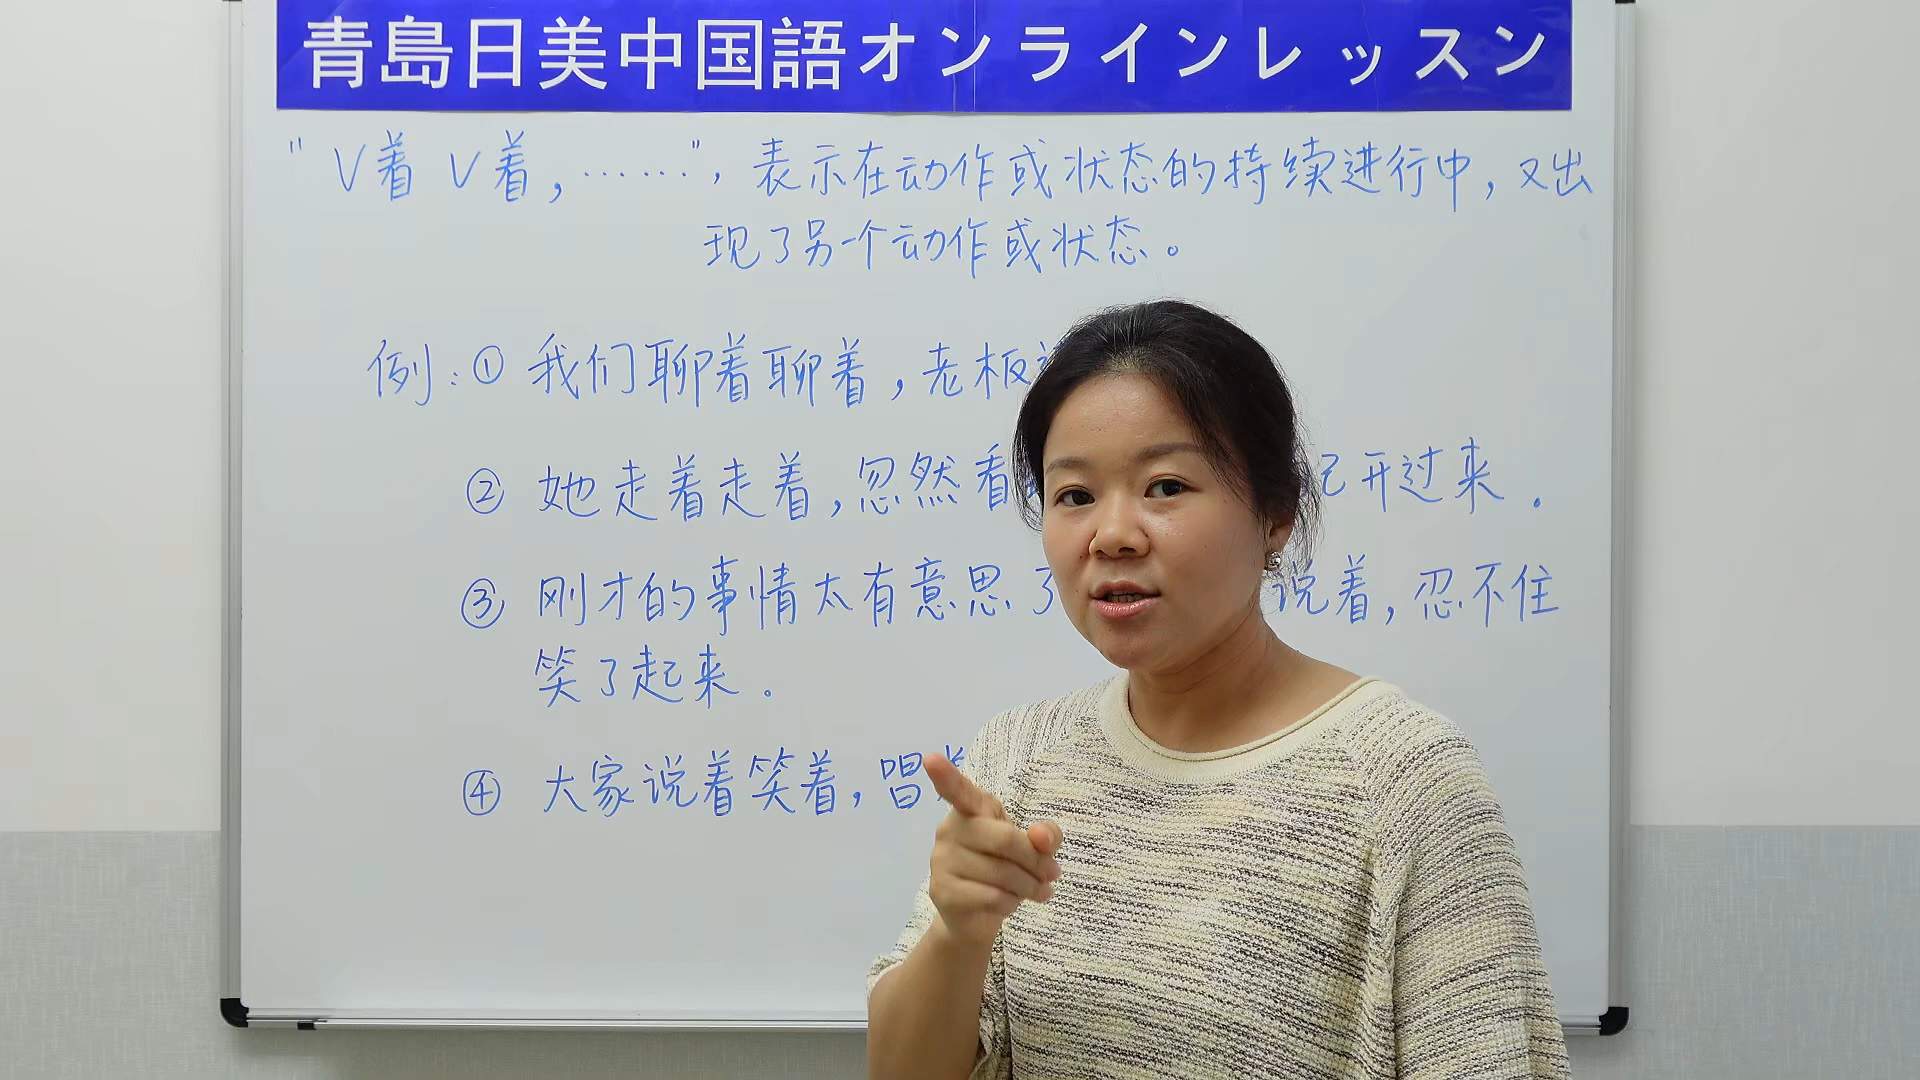 青島日美中国語オンラインレッスン
"V着 V着，……"，表示在动作或状态的持续进行中，又出
现了另一个动作或状态。
例：① 我们聊着聊着，老板
② 她走着走着，忽然看 开过来．
③ 刚才的事情太有意思了 说着，忍不住
笑了起来．
④ 大家说着笑着，唱